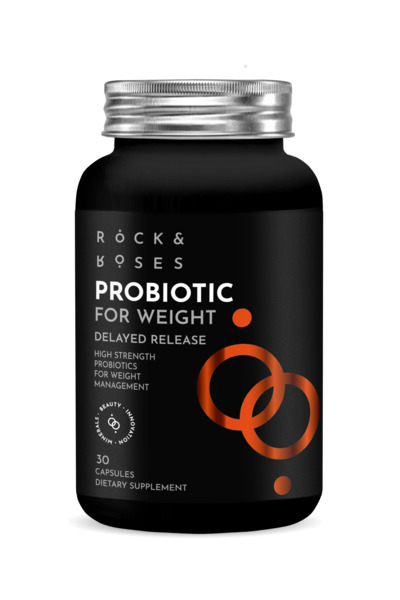 ROCK &
ROSES
PROBIOTIC
FOR WEIGHT
DELAYED RELEASE
HIGH STRENGTH
PROBIOTICS
FOR WEIGHT
MANAGEMENT
BEAUTY · INNOVATION · MINERALS ·
30
CAPSULES
DIETARY SUPPLEMENT